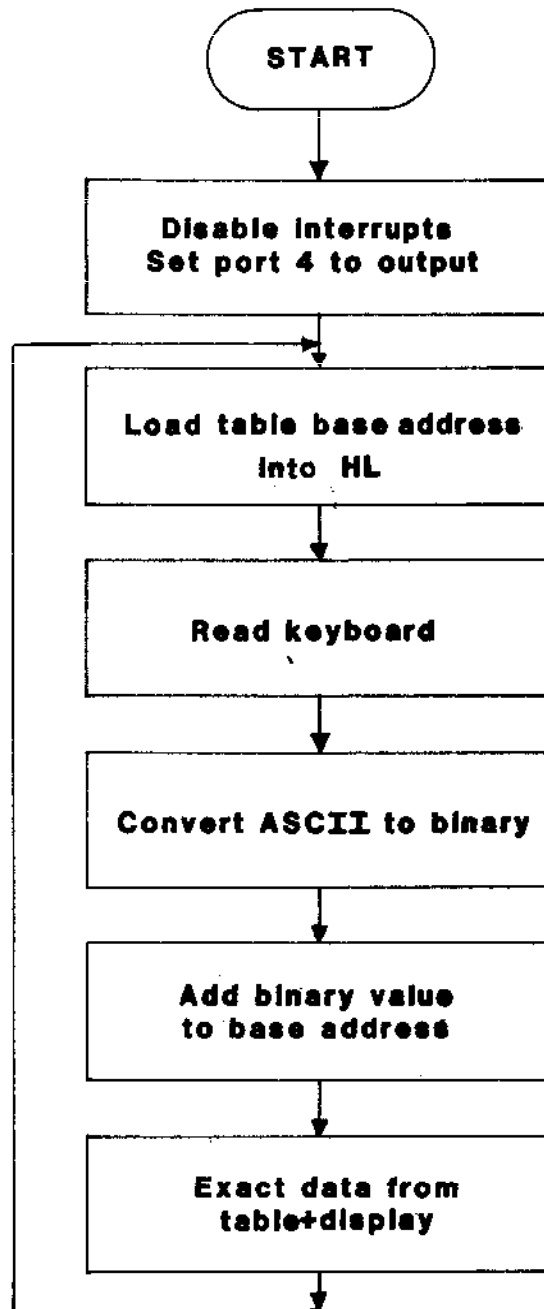 START
Disable interrupts
Set port 4 to output
Load table base address
into HL
Read keyboard
Convert ASCII to binary
Add binary value
to base address
Exact data from
table+display